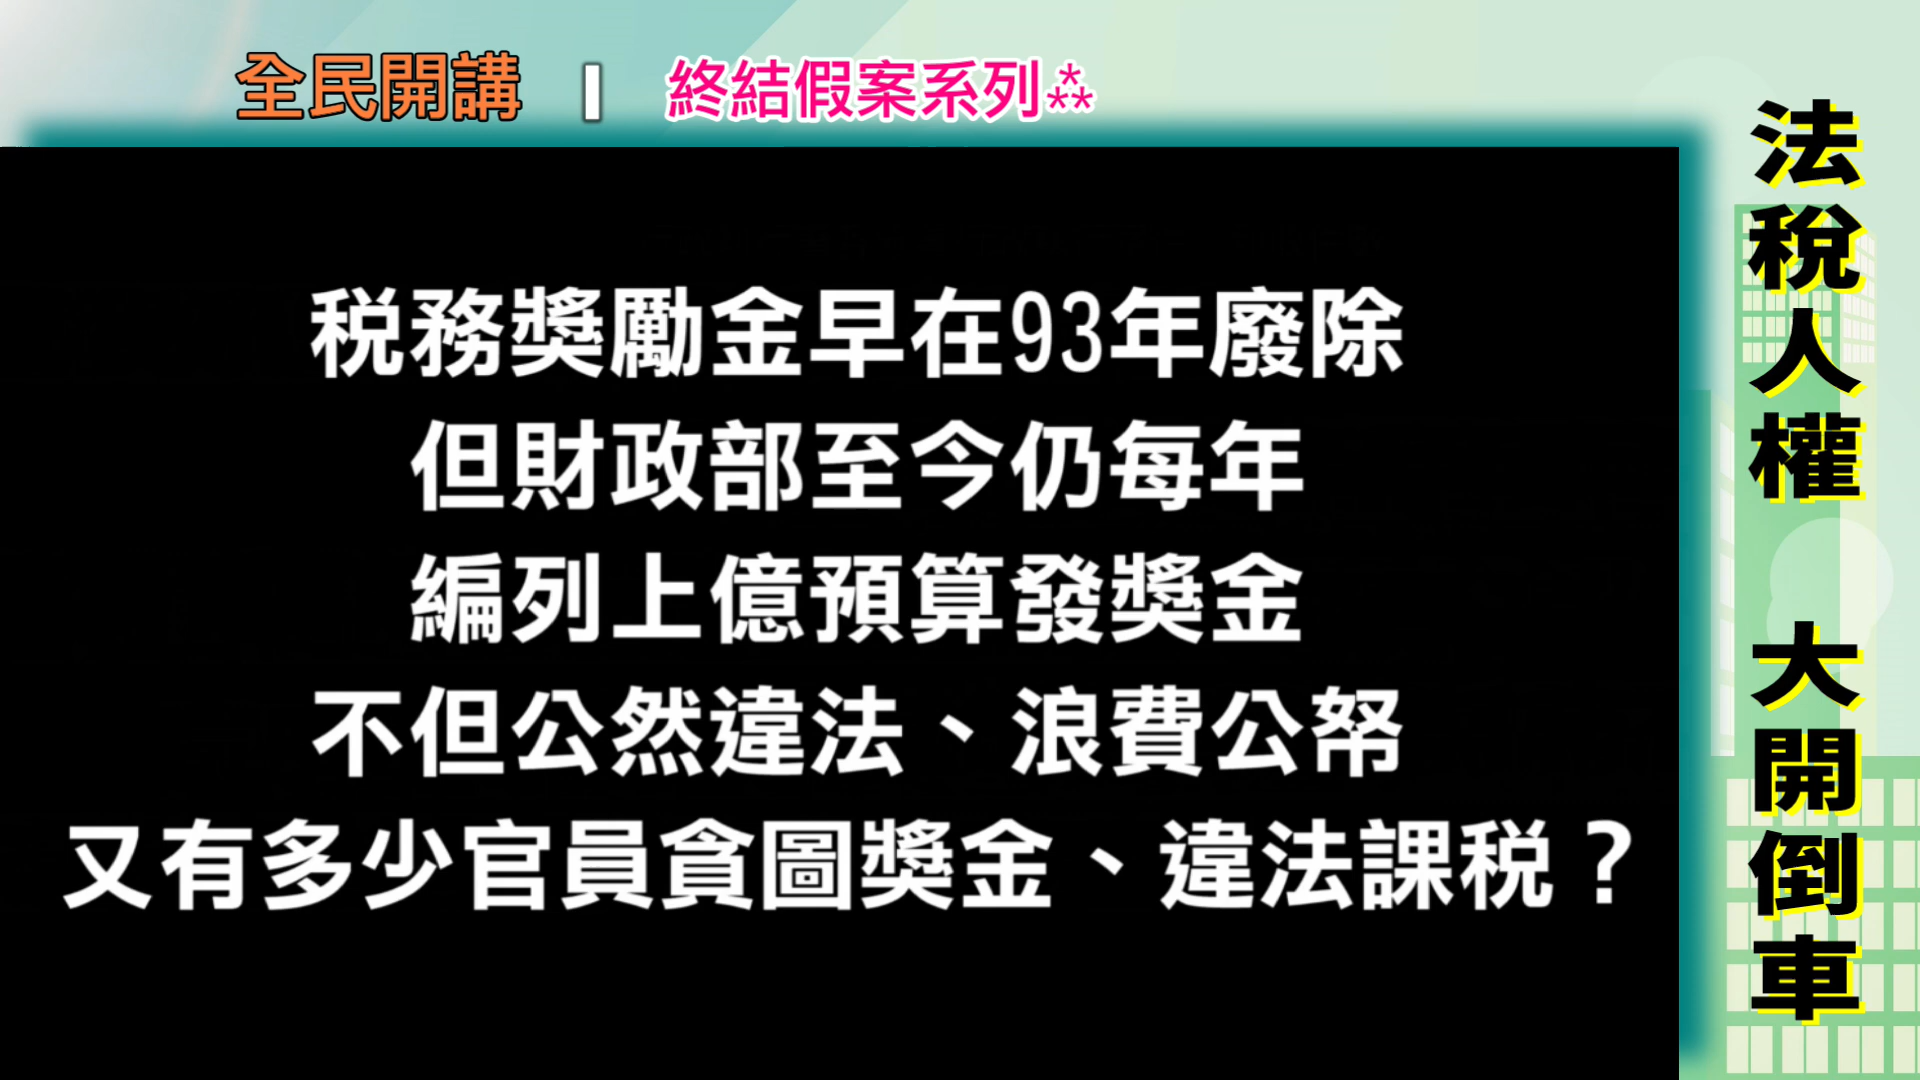 全民開講 | 終結假案系列⁂
税務獎勵金早在93年廢除
但財政部至今仍每年
編列上億預算發獎金
不但公然違法、浪費公帑
又有多少官員貪圖獎金、違法課税？
法稅人權 大開倒車